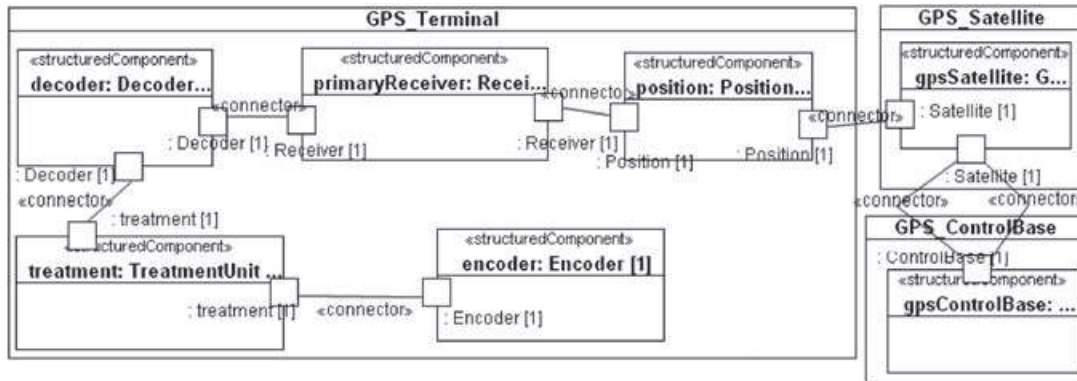 GPS_Terminal
«structuredComponent»
decoder: Decoder...
«connector»
: Decoder [1]
: Decoder [1]
«structuredComponent»
primaryReceiver: Recei...
: Receiver [1]
«connector»
: Receiver [1]
«structuredComponent»
position: Position...
: Position [1]
: Position [1]
«connector»
«connector»
: treatment [1]
structuredComponent»
treatment: TreatmentUnit ...
: treatment [1]
«connector»
«structuredComponent»
encoder: Encoder [1]
: Encoder [1]
GPS_Satellite
«structuredComponent»
gpsSatellite: G...
: Satellite [1]
: Satellite [1]
«connector»
«connector»
GPS_ControlBase
: ControlBase [1]
«structuredComponent»
gpsControlBase: ...